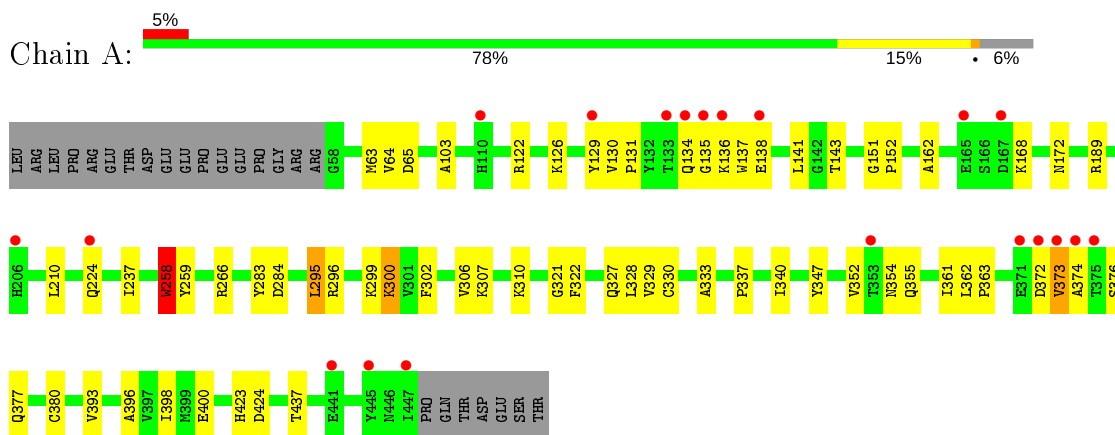 5%
Chain A:
78% 15% • 6%
LEU ARG LEU PRO ARG GLU THR ASP GLU GLU PRO GLU GLU PRO GLY ARG ARG G58 M63 V64 D65 A103 H110 R122 K126 Y129 V130 P131 Y132 T133 Q134 G135 K136 W137 E138 L141 G142 T143 G151 P152 A162 E165 S166 D167 K168 N172 R189
H206 L210 Q224 I237 W258 Y259 R266 Y283 D284 L295 R296 K299 K300 V301 F302 V306 K307 K310 G321 F322 Q327 L328 V329 C330 A333 P337 I340 Y347 V352 T353 N354 Q355 I361 L362 P363 E371 D372 V373 A374 T375 S376
Q377 C380 V393 A396 V397 I398 M399 E400 H423 D424 T437 E441 Y445 N446 I447 PRO GLN THR ASP GLU SER THR